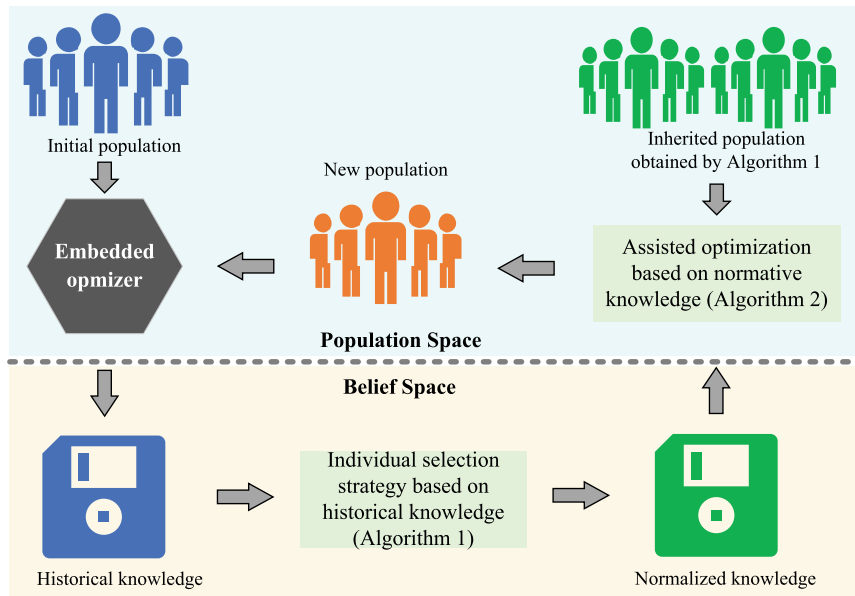 Initial population
Inherited population
obtained by Algorithm 1
New population
Embedded
opmizer
Assisted optimization
based on normative
knowledge (Algorithm 2)
Population Space
Belief Space
Individual selection
strategy based on
historical knowledge
(Algorithm 1)
Historical knowledge
Normalized knowledge